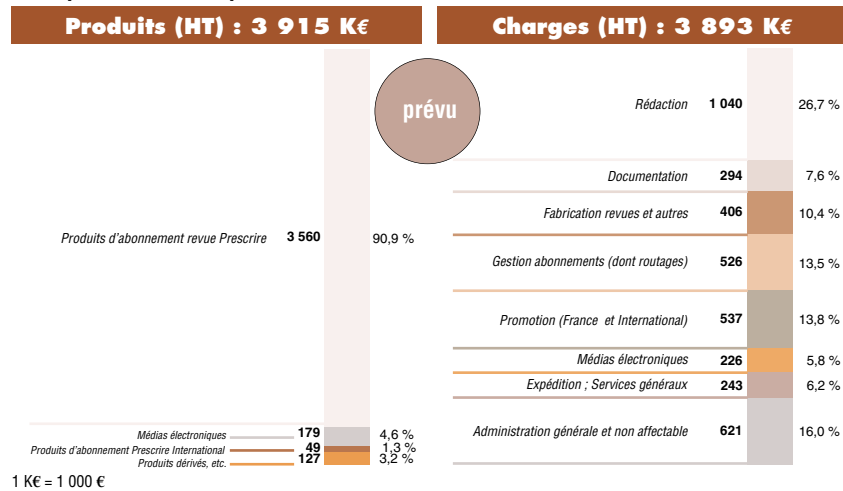 Produits (HT) : 3 915 K€
Charges (HT) : 3 893 K€
prévu
Produits d'abonnement revue Prescrire 3 560 90,9 %
Médias électroniques 179 4,6 %
Produits d'abonnement Prescrire International 49 1,3 %
Produits dérivés, etc. 127 3,2 %
Rédaction 1 040 26,7 %
Documentation 294 7,6 %
Fabrication revues et autres 406 10,4 %
Gestion abonnements (dont routages) 526 13,5 %
Promotion (France et International) 537 13,8 %
Médias électroniques 226 5,8 %
Expédition ; Services généraux 243 6,2 %
Administration générale et non affectable 621 16,0 %
1 K€ = 1 000 €